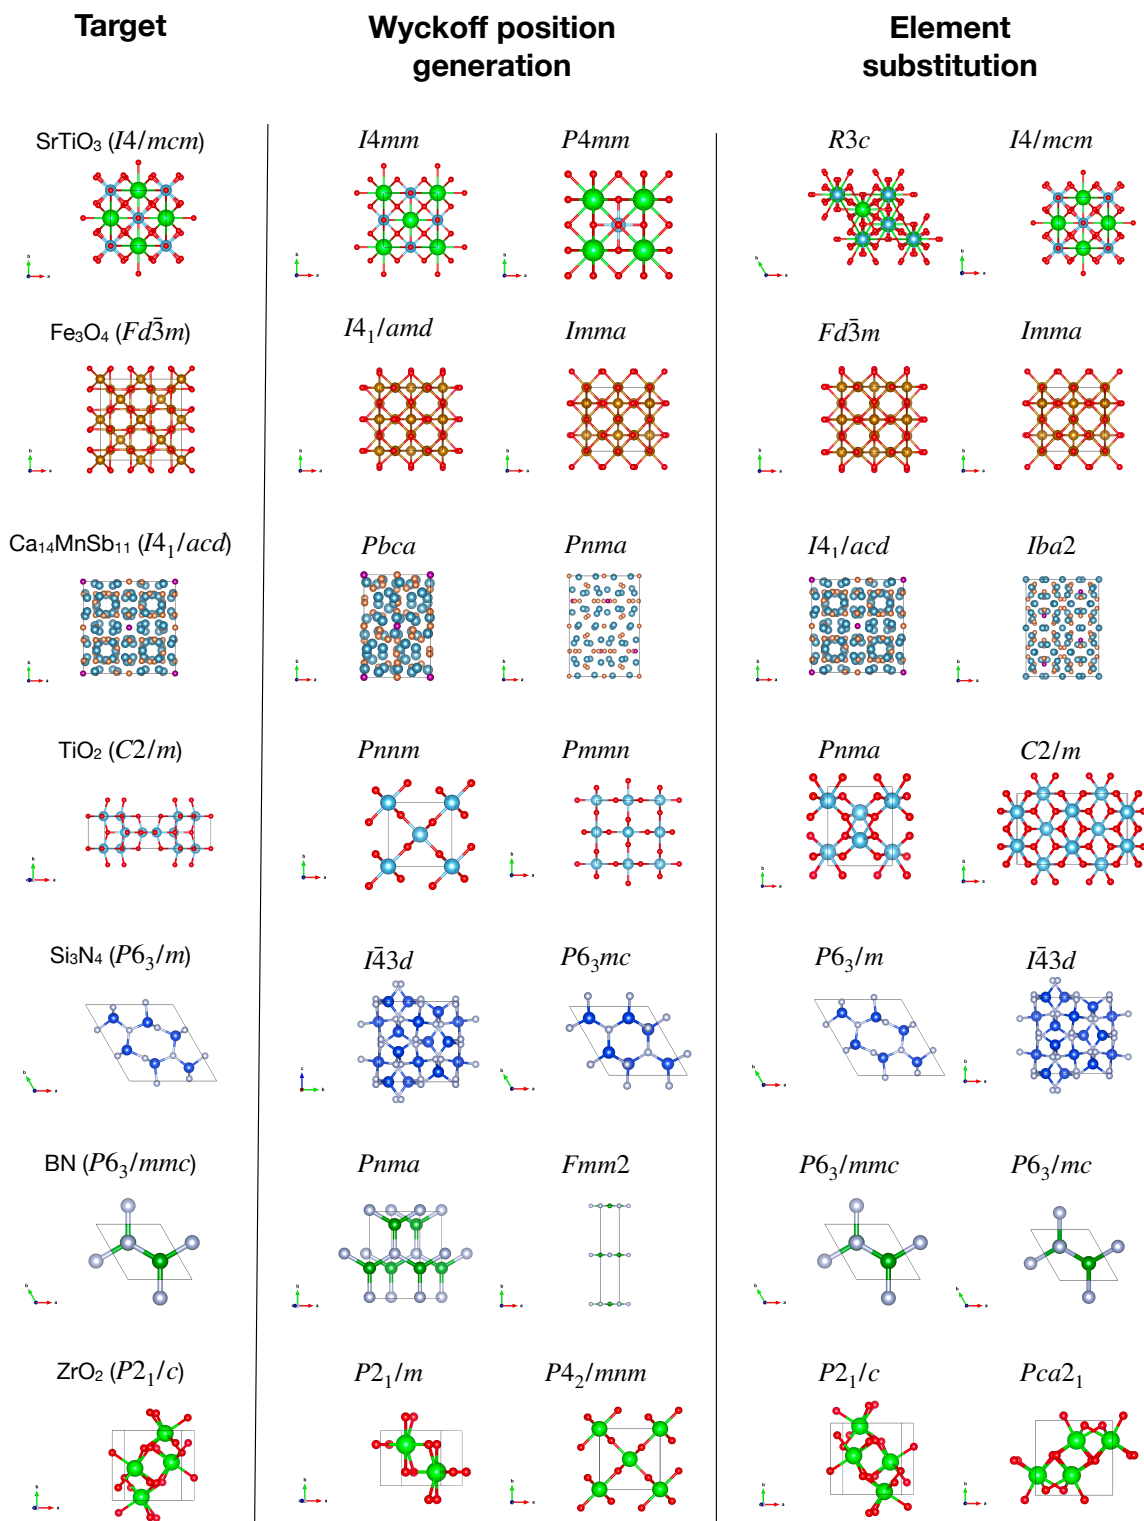 Target
Wyckoff position
generation
Element
substitution
SrTiO₃ (I4/mcm)
I4mm
P4mm
R3c
I4/mcm
Fe₃O₄ (Fd3̄m)
I4₁/amd
Imma
Fd3̄m
Imma
Ca₁₄MnSb₁₁ (I4₁/acd)
Pbca
Pnma
I4₁/acd
Iba2
TiO₂ (C2/m)
Pnnm
Pmmn
Pnma
C2/m
Si₃N₄ (P6₃/m)
I4̄3d
P6₃mc
P6₃/m
I4̄3d
BN (P6₃/mmc)
Pnma
Fmm2
P6₃/mmc
P6₃/mc
ZrO₂ (P2₁/c)
P2₁/m
P4₂/mnm
P2₁/c
Pca2₁